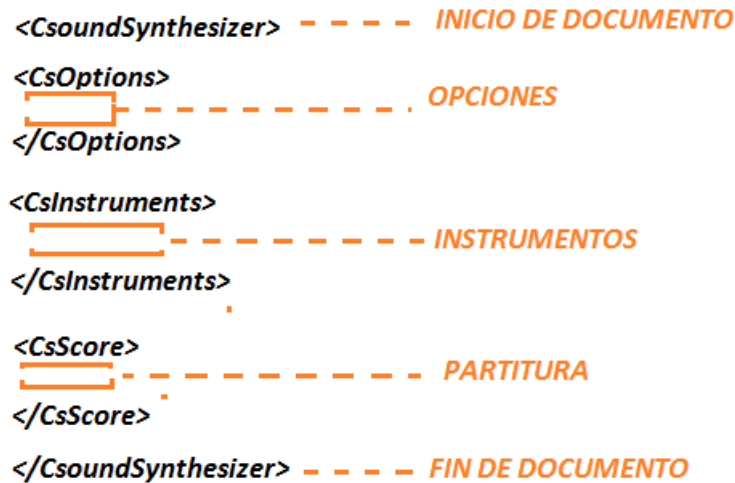 <CsoundSynthesizer> INICIO DE DOCUMENTO
<CsOptions>
OPCIONES
</CsOptions>
<CsInstruments>
INSTRUMENTOS
</CsInstruments>
<CsScore>
PARTITURA
</CsScore>
</CsoundSynthesizer> FIN DE DOCUMENTO